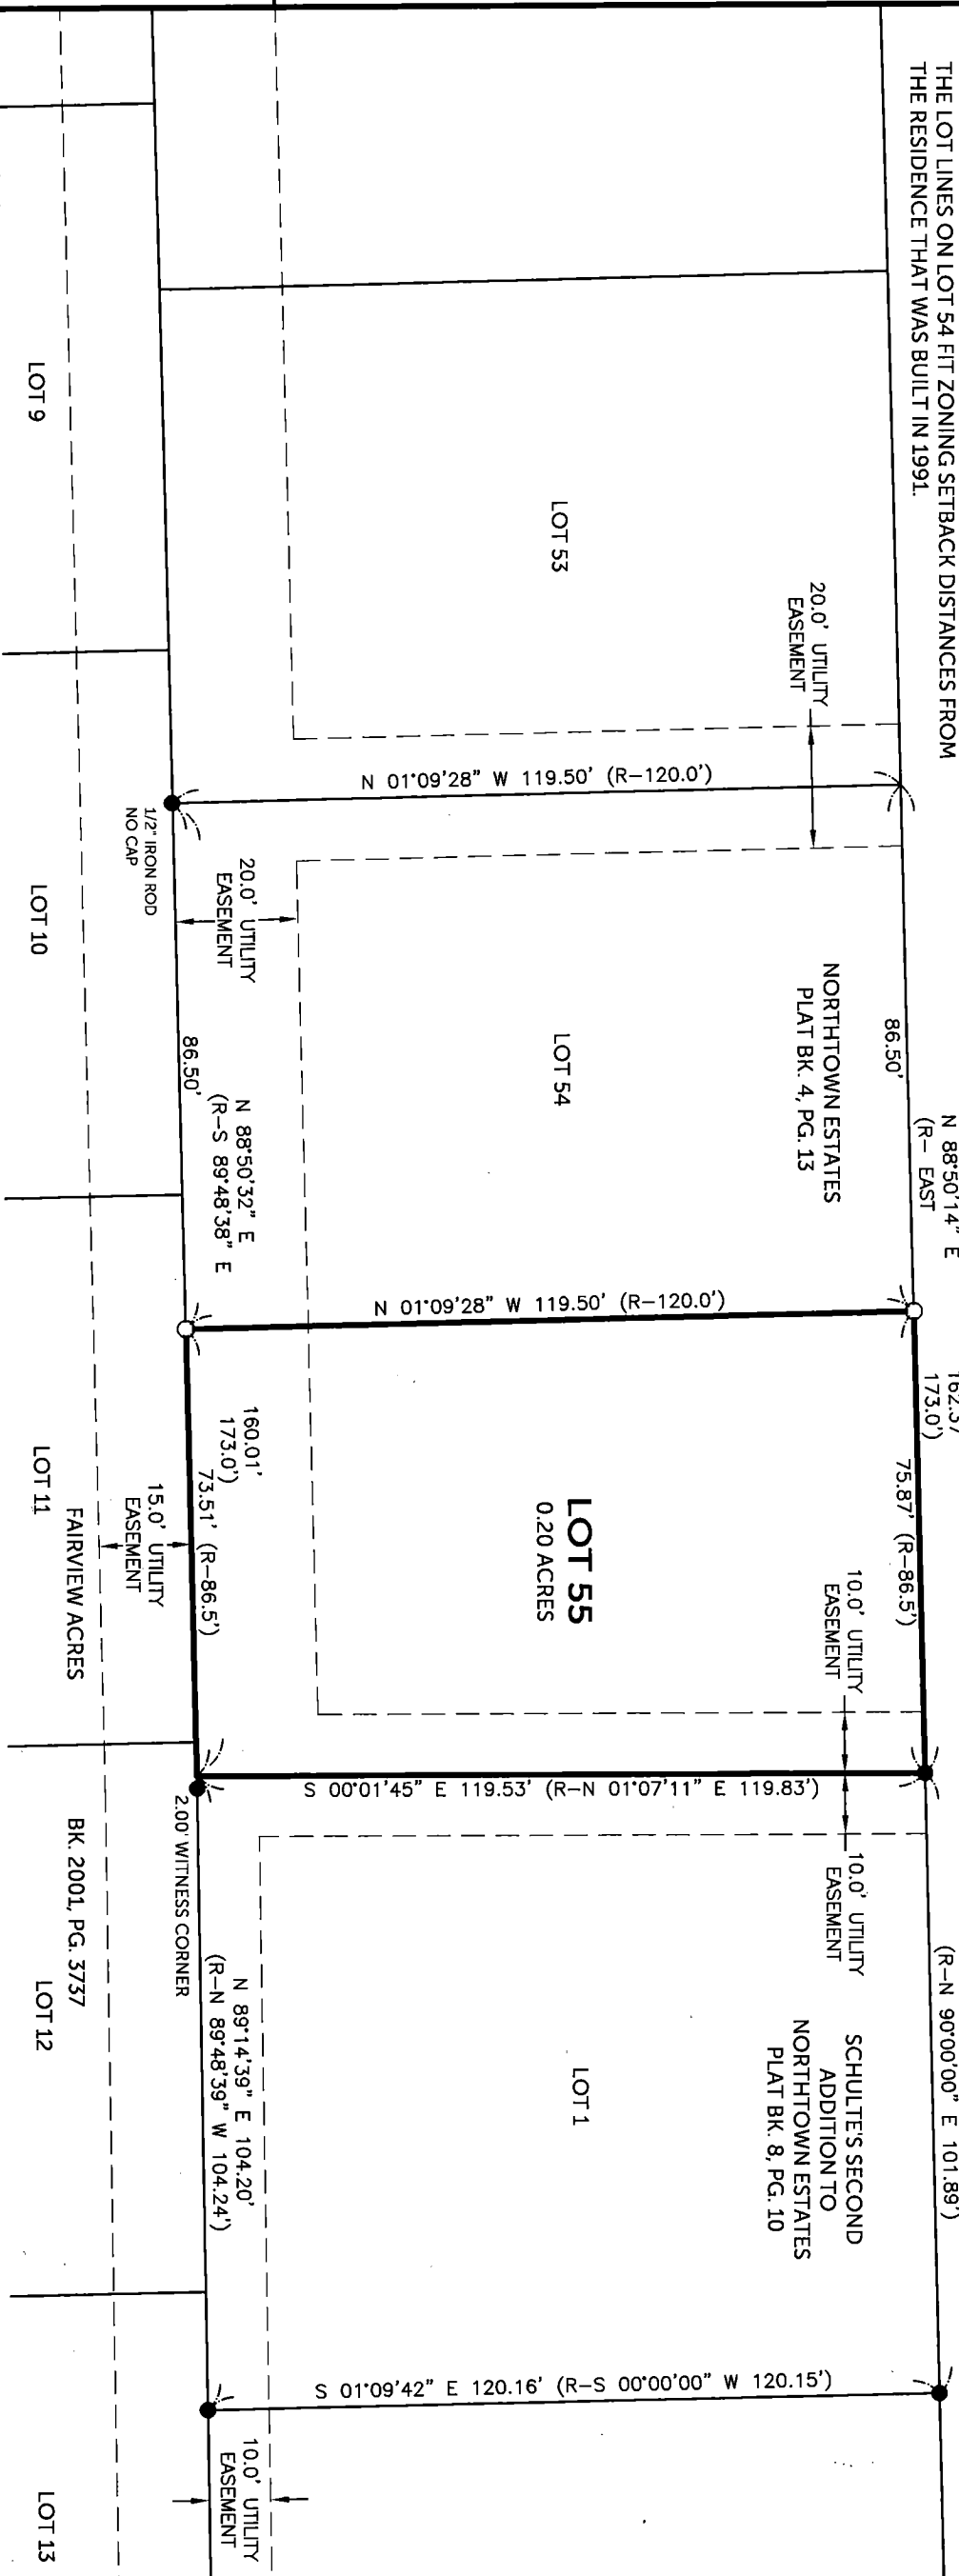 THE LOT LINES ON LOT 54 FIT ZONING SETBACK DISTANCES FROM
THE RESIDENCE THAT WAS BUILT IN 1991.
LOT 53
20.0' UTILITY
EASEMENT
N 01°09'28" W 119.50' (R-120.0')
1/2" IRON ROD
NO CAP
20.0' UTILITY
EASEMENT
NORTHTOWN ESTATES
PLAT BK. 4, PG. 13
LOT 54
86.50'
N 88°50'14" E
(R- EAST
86.50'
N 88°50'32" E
(R-S 89°48'38" E
N 01°09'28" W 119.50' (R-120.0')
162.37
173.0')
75.87' (R-86.5')
LOT 55
0.20 ACRES
10.0' UTILITY
EASEMENT
160.01'
173.0')
73.51' (R-86.5')
15.0' UTILITY
EASEMENT
S 00°01'45" E 119.53' (R-N 01°07'11" E 119.83')
2.00' WITNESS CORNER
10.0' UTILITY
EASEMENT
(R-N 90°00'00" E 101.89')
SCHULTE'S SECOND
ADDITION TO
NORTHTOWN ESTATES
PLAT BK. 8, PG. 10
LOT 1
N 89°14'39" E 104.20'
(R-N 89°48'39" W 104.24')
S 01°09'42" E 120.16' (R-S 00°00'00" W 120.15')
10.0' UTILITY
EASEMENT
LOT 9
LOT 10
LOT 11
FAIRVIEW ACRES
BK. 2001, PG. 3737
LOT 12
LOT 13